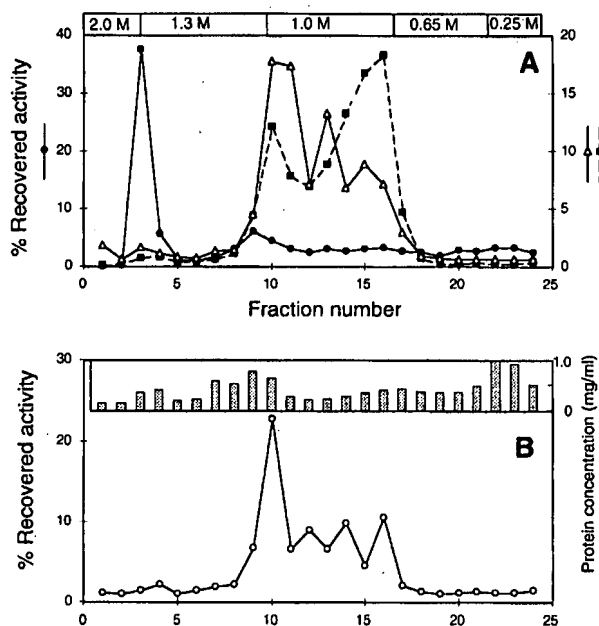 2.0 M 1.3 M 1.0 M 0.65 M 0.25 M
A
40 30 20 10 0
% Recovered activity
20 15 10 5 0
0 5 10 15 20 25
Fraction number
B
30 20 10 0
% Recovered activity
1.0
0
Protein concentration (mg/ml)
0 5 10 15 20 25